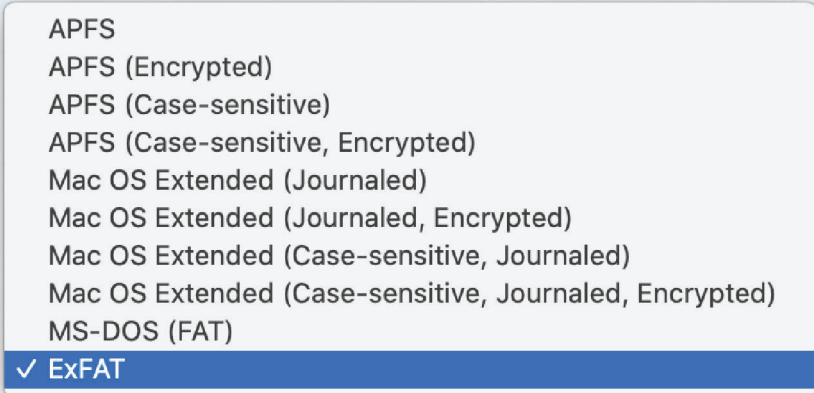 APFS
APFS (Encrypted)
APFS (Case-sensitive)
APFS (Case-sensitive, Encrypted)
Mac OS Extended (Journaled)
Mac OS Extended (Journaled, Encrypted)
Mac OS Extended (Case-sensitive, Journaled)
Mac OS Extended (Case-sensitive, Journaled, Encrypted)
MS-DOS (FAT)
✓ ExFAT